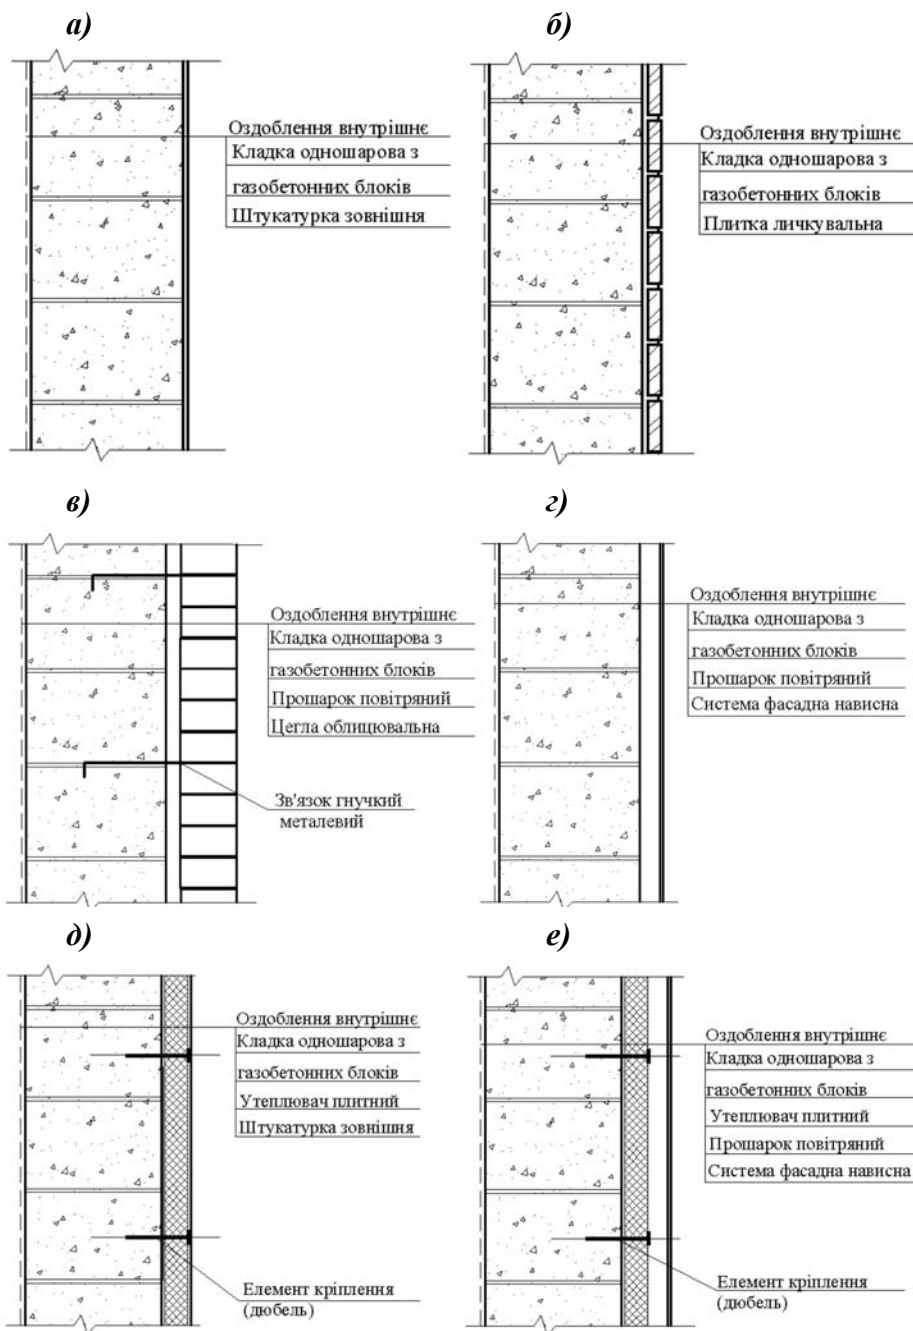 а)
Оздоблення внутрішнє
Кладка одношарова з
газобетонних блоків
Штукатурка зовнішня
б)
Оздоблення внутрішнє
Кладка одношарова з
газобетонних блоків
Плитка личкувальна
в)
Оздоблення внутрішнє
Кладка одношарова з
газобетонних блоків
Прошарок повітряний
Цегла облицювальна
Зв'язок гнучкий
металевий
г)
Оздоблення внутрішнє
Кладка одношарова з
газобетонних блоків
Прошарок повітряний
Система фасадна нависна
д)
Оздоблення внутрішнє
Кладка одношарова з
газобетонних блоків
Утеплювач плитний
Штукатурка зовнішня
Елемент кріплення
(дюбель)
е)
Оздоблення внутрішнє
Кладка одношарова з
газобетонних блоків
Утеплювач плитний
Прошарок повітряний
Система фасадна нависна
Елемент кріплення
(дюбель)